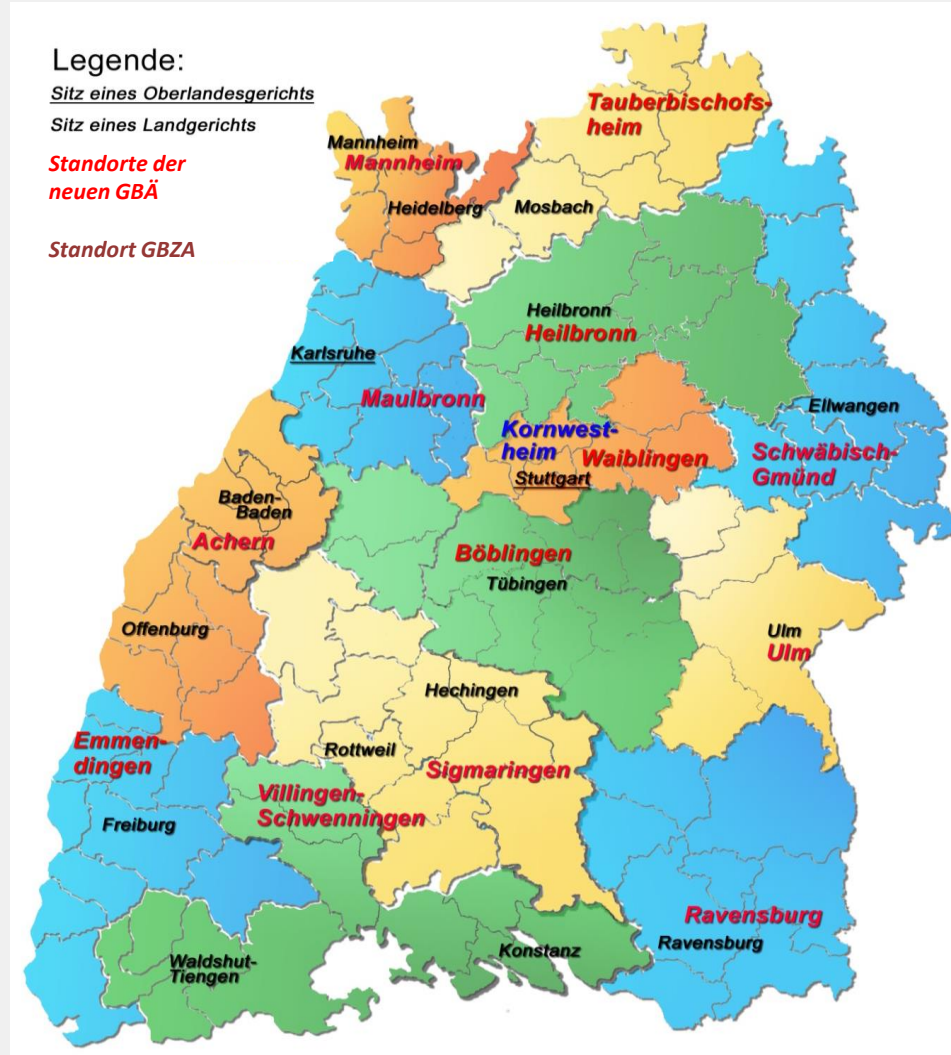 Legende:
Sitz eines Oberlandesgerichts
Sitz eines Landgerichts
Standorte der
neuen GBÄ
Standort GBZA
Tauberbischofs-
heim
Mannheim
Mannheim
Heidelberg
Mosbach
Heilbronn
Heilbronn
Karlsruhe
Maulbronn
Ellwangen
Kornwest-
heim
Waiblingen
Schwäbisch-
Gmünd
Stuttgart
Baden-
Baden
Achern
Böblingen
Tübingen
Offenburg
Ulm
Ulm
Hechingen
Emmen-
dingen
Rottweil
Sigmaringen
Villingen-
Schwenningen
Freiburg
Ravensburg
Ravensburg
Konstanz
Waldshut-
Tiengen